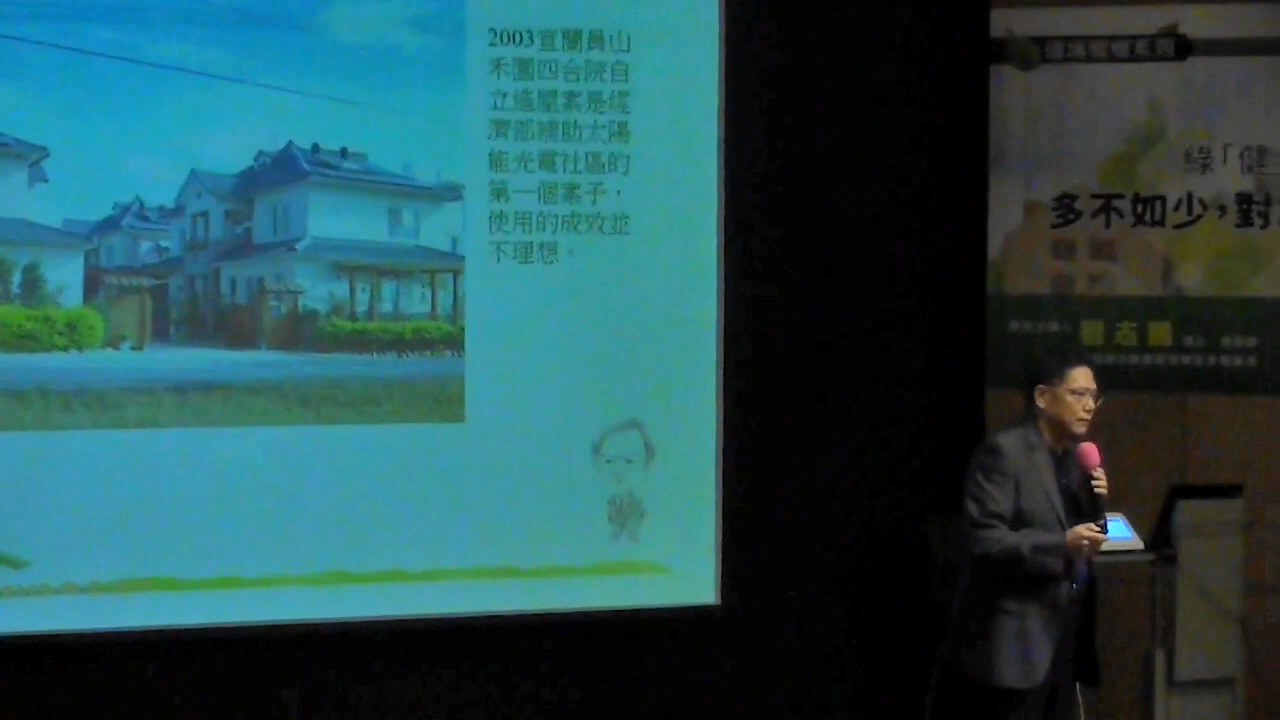 2003宜蘭員山
禾園四合院自
立造屋案是經
濟部補助太陽
能光電社區的
第一個案子，
使用的成效並
不理想。
綠「健
多不如少，對